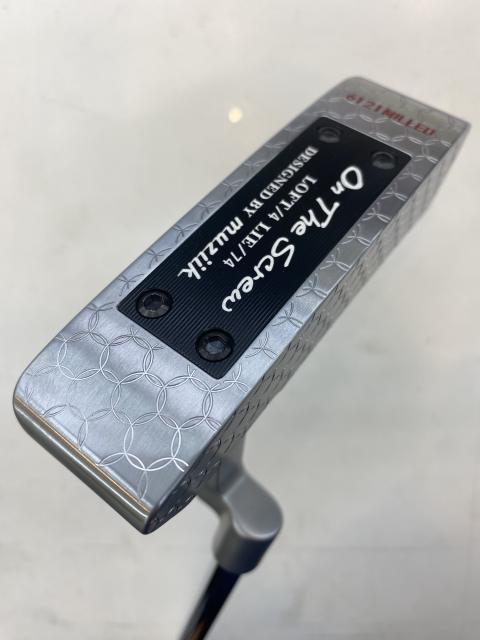 6121 MILLED
On The Screw
LOFT/4 LIE/74
DESIGNED BY muziik